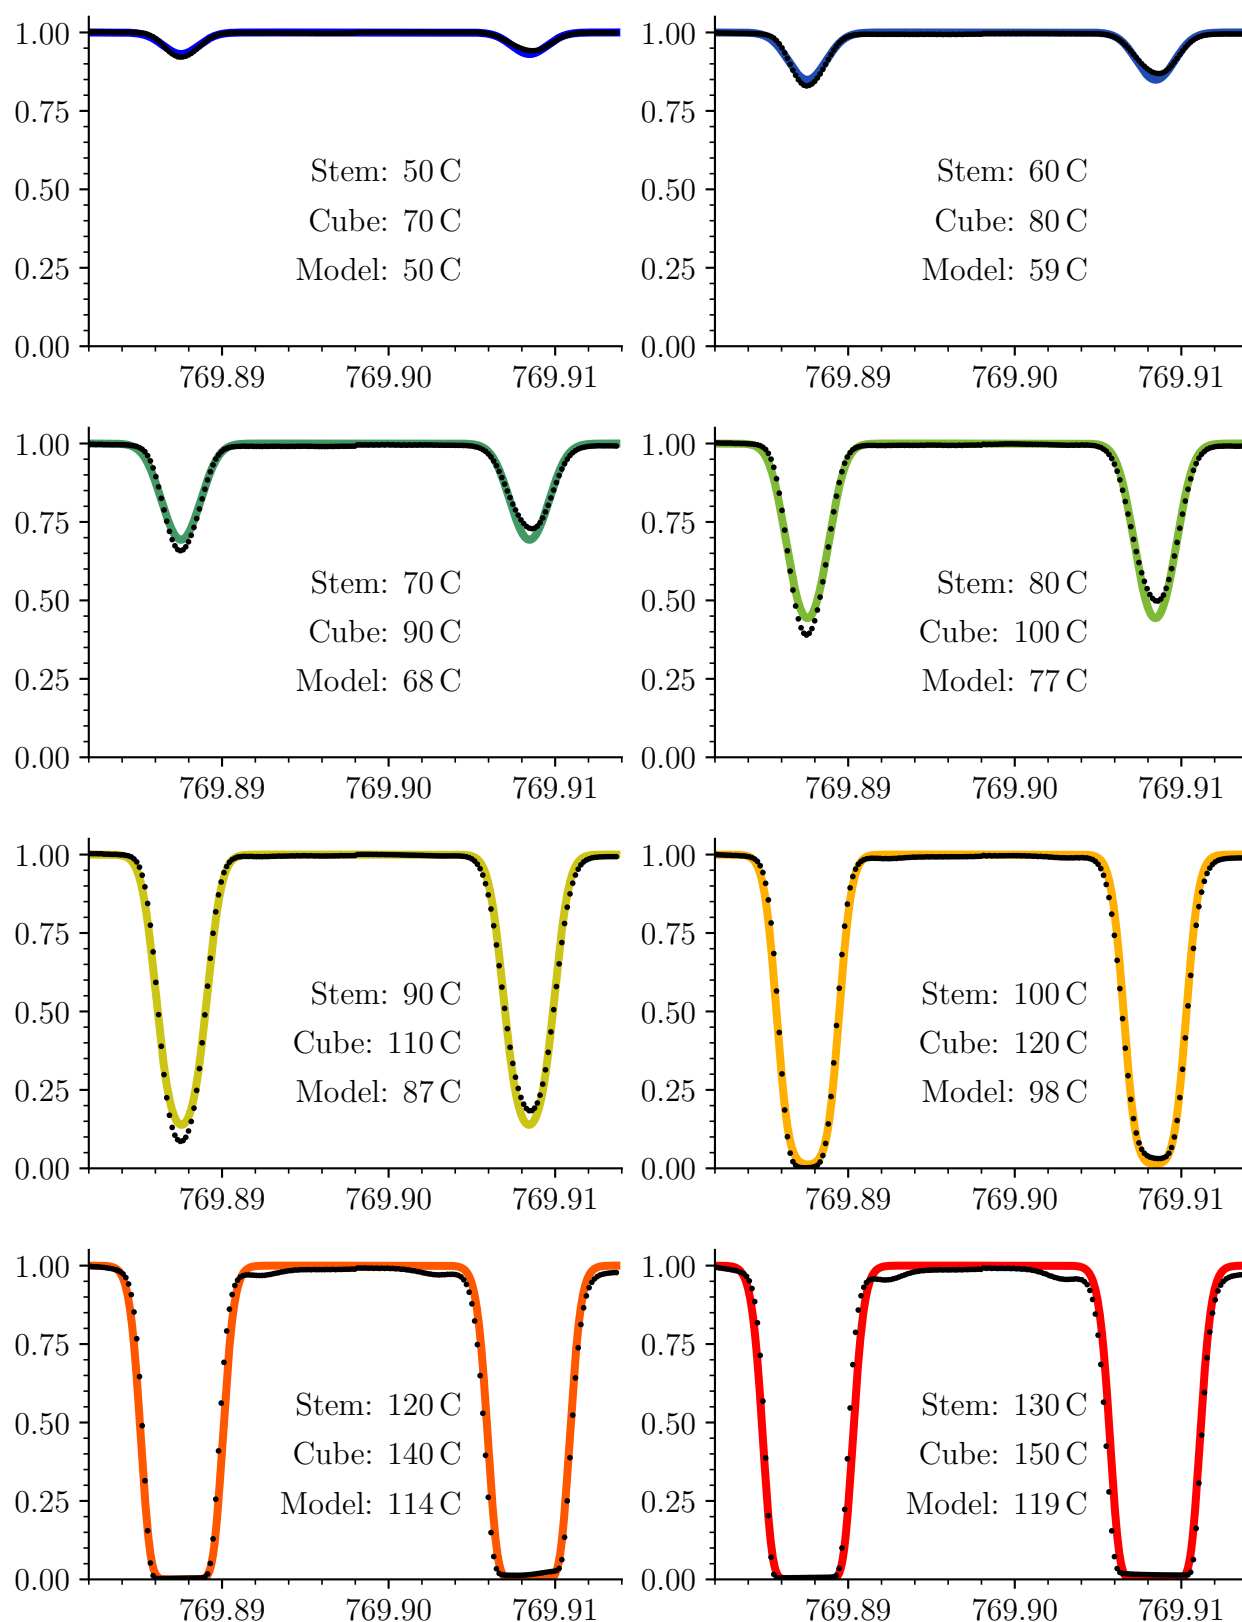 1.00
0.75
0.50
0.25
0.00
Stem: 50 C
Cube: 70 C
Model: 50 C
769.89 769.90 769.91
1.00
0.75
0.50
0.25
0.00
Stem: 60 C
Cube: 80 C
Model: 59 C
769.89 769.90 769.91
1.00
0.75
0.50
0.25
0.00
Stem: 70 C
Cube: 90 C
Model: 68 C
769.89 769.90 769.91
1.00
0.75
0.50
0.25
0.00
Stem: 80 C
Cube: 100 C
Model: 77 C
769.89 769.90 769.91
1.00
0.75
0.50
0.25
0.00
Stem: 90 C
Cube: 110 C
Model: 87 C
769.89 769.90 769.91
1.00
0.75
0.50
0.25
0.00
Stem: 100 C
Cube: 120 C
Model: 98 C
769.89 769.90 769.91
1.00
0.75
0.50
0.25
0.00
Stem: 120 C
Cube: 140 C
Model: 114 C
769.89 769.90 769.91
1.00
0.75
0.50
0.25
0.00
Stem: 130 C
Cube: 150 C
Model: 119 C
769.89 769.90 769.91